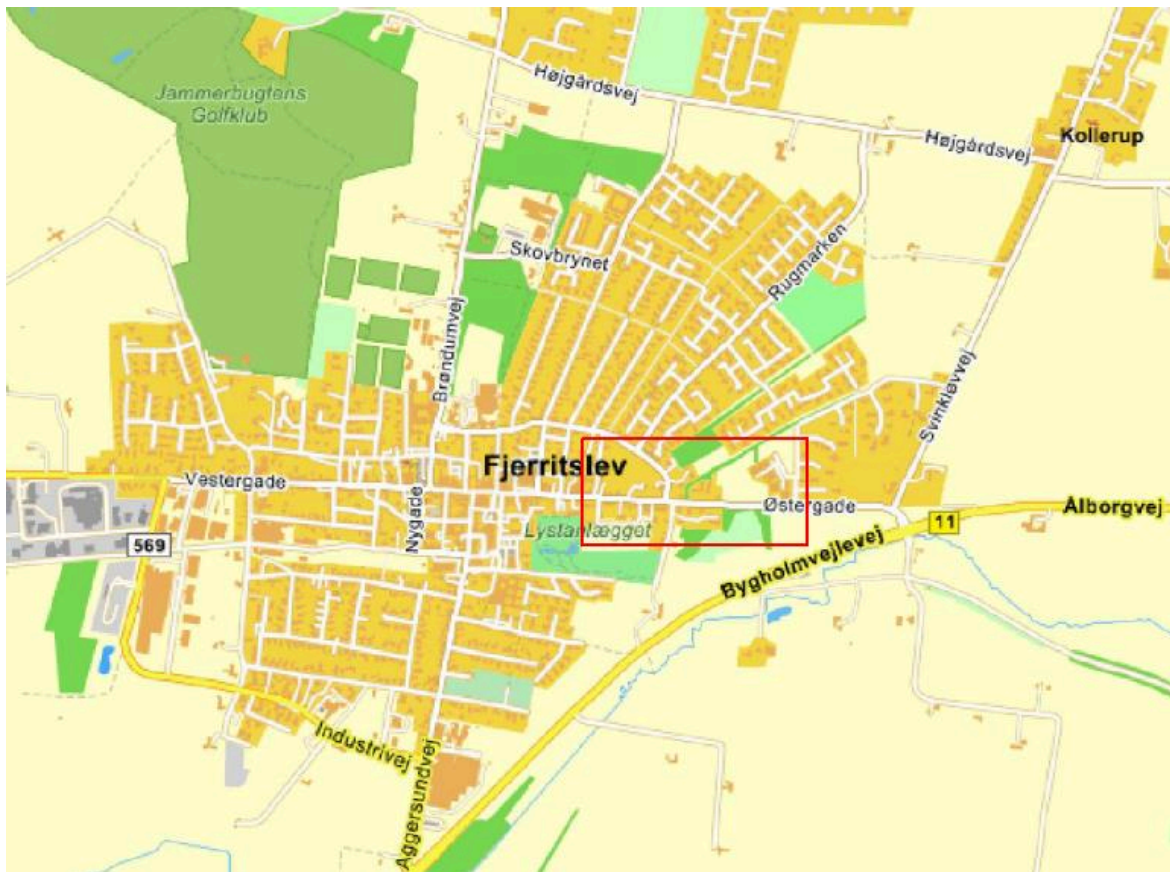 Jammerbugtens
Golfklub
Højgårdsvej
Højgårdsvej
Kollerup
Skovbrynet
Rugmarken
Brøndumvej
Svinklevvej
Fjerritslev
Vestergade
Nygade
Østergade
Lystanlægget
569
11
Ålborgvej
Bygholmvejlevej
Industrivej
Aggersundvej